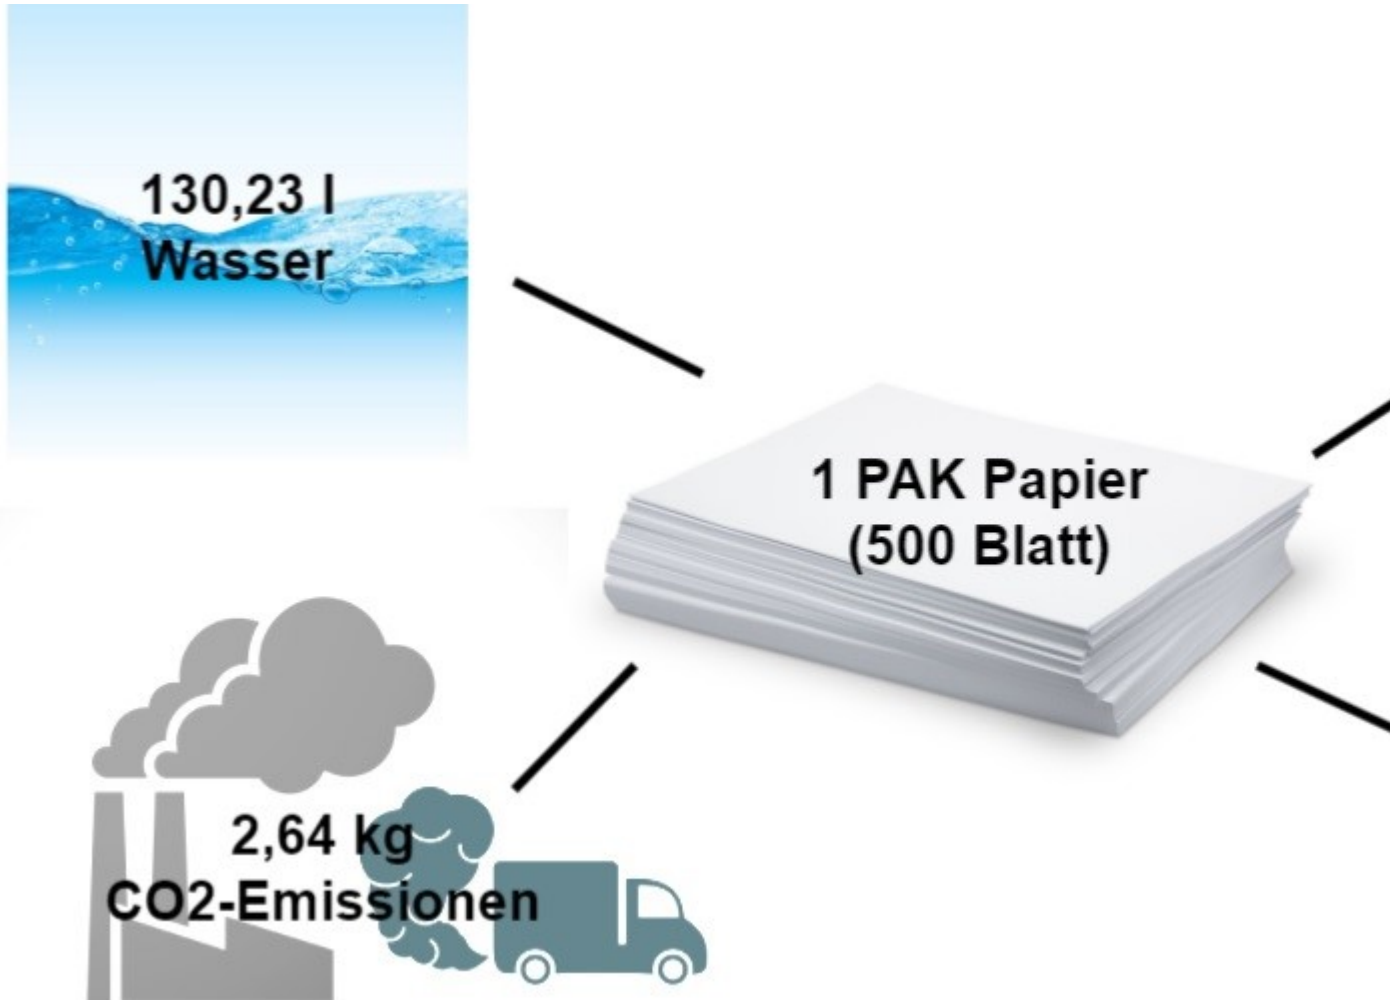 130,23 l
Wasser
1 PAK Papier
(500 Blatt)
2,64 kg
CO2-Emissionen